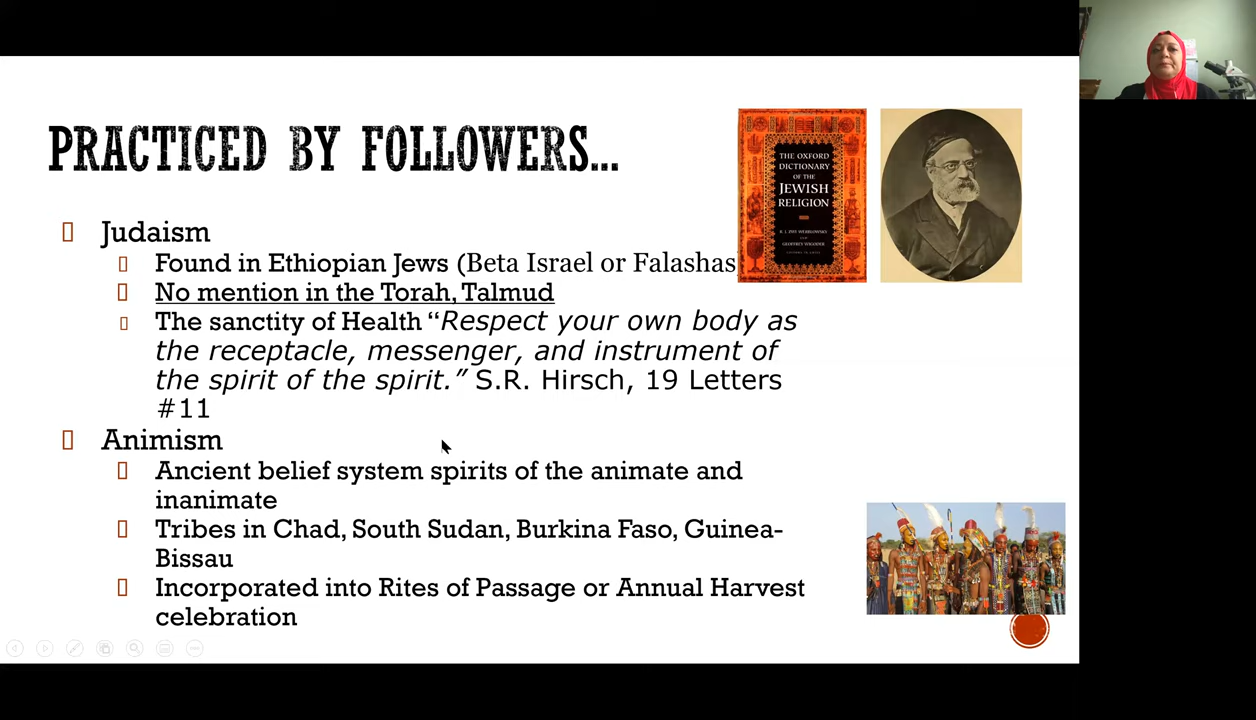 PRACTICED BY FOLLOWERS...
Judaism
Found in Ethiopian Jews (Beta Israel or Falashas
No mention in the Torah, Talmud
The sanctity of Health “Respect your own body as
the receptacle, messenger, and instrument of
the spirit of the spirit.” S.R. Hirsch, 19 Letters
#11
Animism
Ancient belief system spirits of the animate and
inanimate
Tribes in Chad, South Sudan, Burkina Faso, Guinea-
Bissau
Incorporated into Rites of Passage or Annual Harvest
celebration
THE OXFORD
DICTIONARY
OF THE
JEWISH
RELIGION
R. J. ZWI WERBLOWSKY
GEOFFREY WIGODER